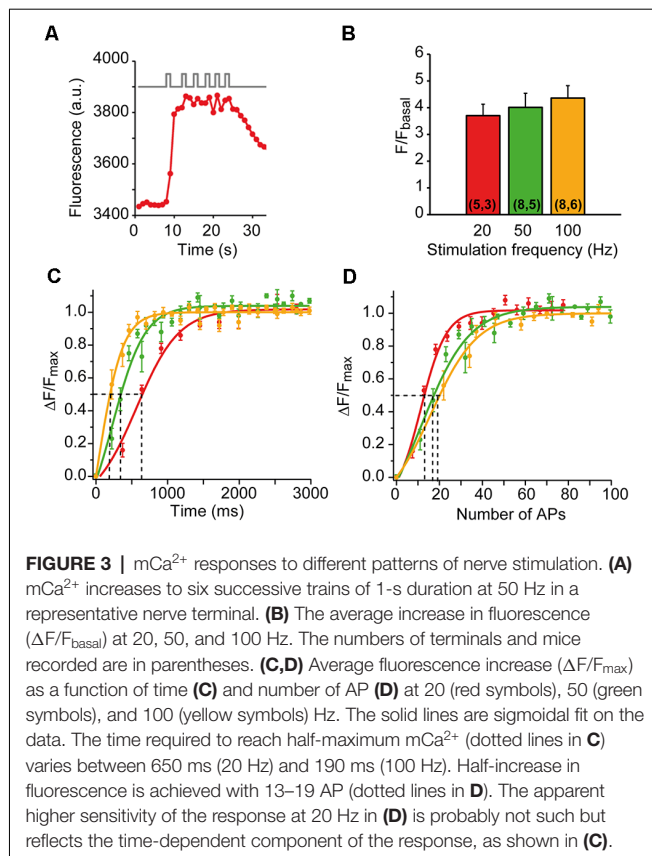 A
Fluorescence (a.u.)
3900
3800
3600
3400
0 10 20 30
Time (s)
B
F/Fbasal
6
5
4
3
2
1
0
(5,3) (8,5) (8,6)
20 50 100
Stimulation frequency (Hz)
C
ΔF/Fmax
1.0
0.8
0.6
0.4
0.2
0.0
0 1000 2000 3000
Time (ms)
D
ΔF/Fmax
1.0
0.8
0.6
0.4
0.2
0.0
0 20 40 60 80 100
Number of APs
FIGURE 3 | mCa2+ responses to different patterns of nerve stimulation. (A)
mCa2+ increases to six successive trains of 1-s duration at 50 Hz in a
representative nerve terminal. (B) The average increase in fluorescence
(ΔF/Fbasal) at 20, 50, and 100 Hz. The numbers of terminals and mice
recorded are in parentheses. (C,D) Average fluorescence increase (ΔF/Fmax)
as a function of time (C) and number of AP (D) at 20 (red symbols), 50 (green
symbols), and 100 (yellow symbols) Hz. The solid lines are sigmoidal fit on the
data. The time required to reach half-maximum mCa2+ (dotted lines in C)
varies between 650 ms (20 Hz) and 190 ms (100 Hz). Half-increase in
fluorescence is achieved with 13–19 AP (dotted lines in D). The apparent
higher sensitivity of the response at 20 Hz in (D) is probably not such but
reflects the time-dependent component of the response, as shown in (C).